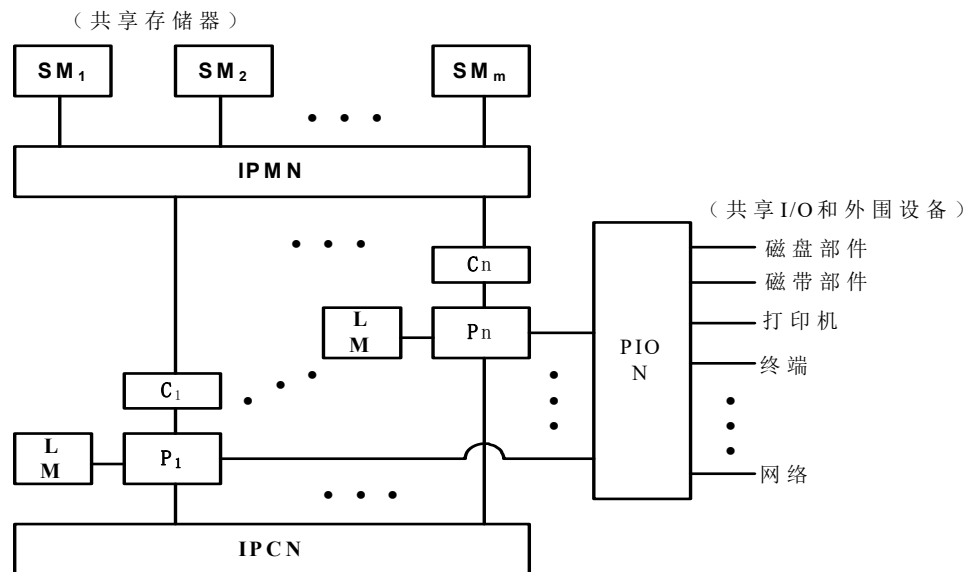 （共享存储器）
SM₁ SM₂ SMₘ
IPMN
（共享I/O和外围设备）
Cn
磁盘部件
磁带部件
L
M
Pn
打印机
PIO
N
终端
C₁
L
M
P₁
网络
IPCN